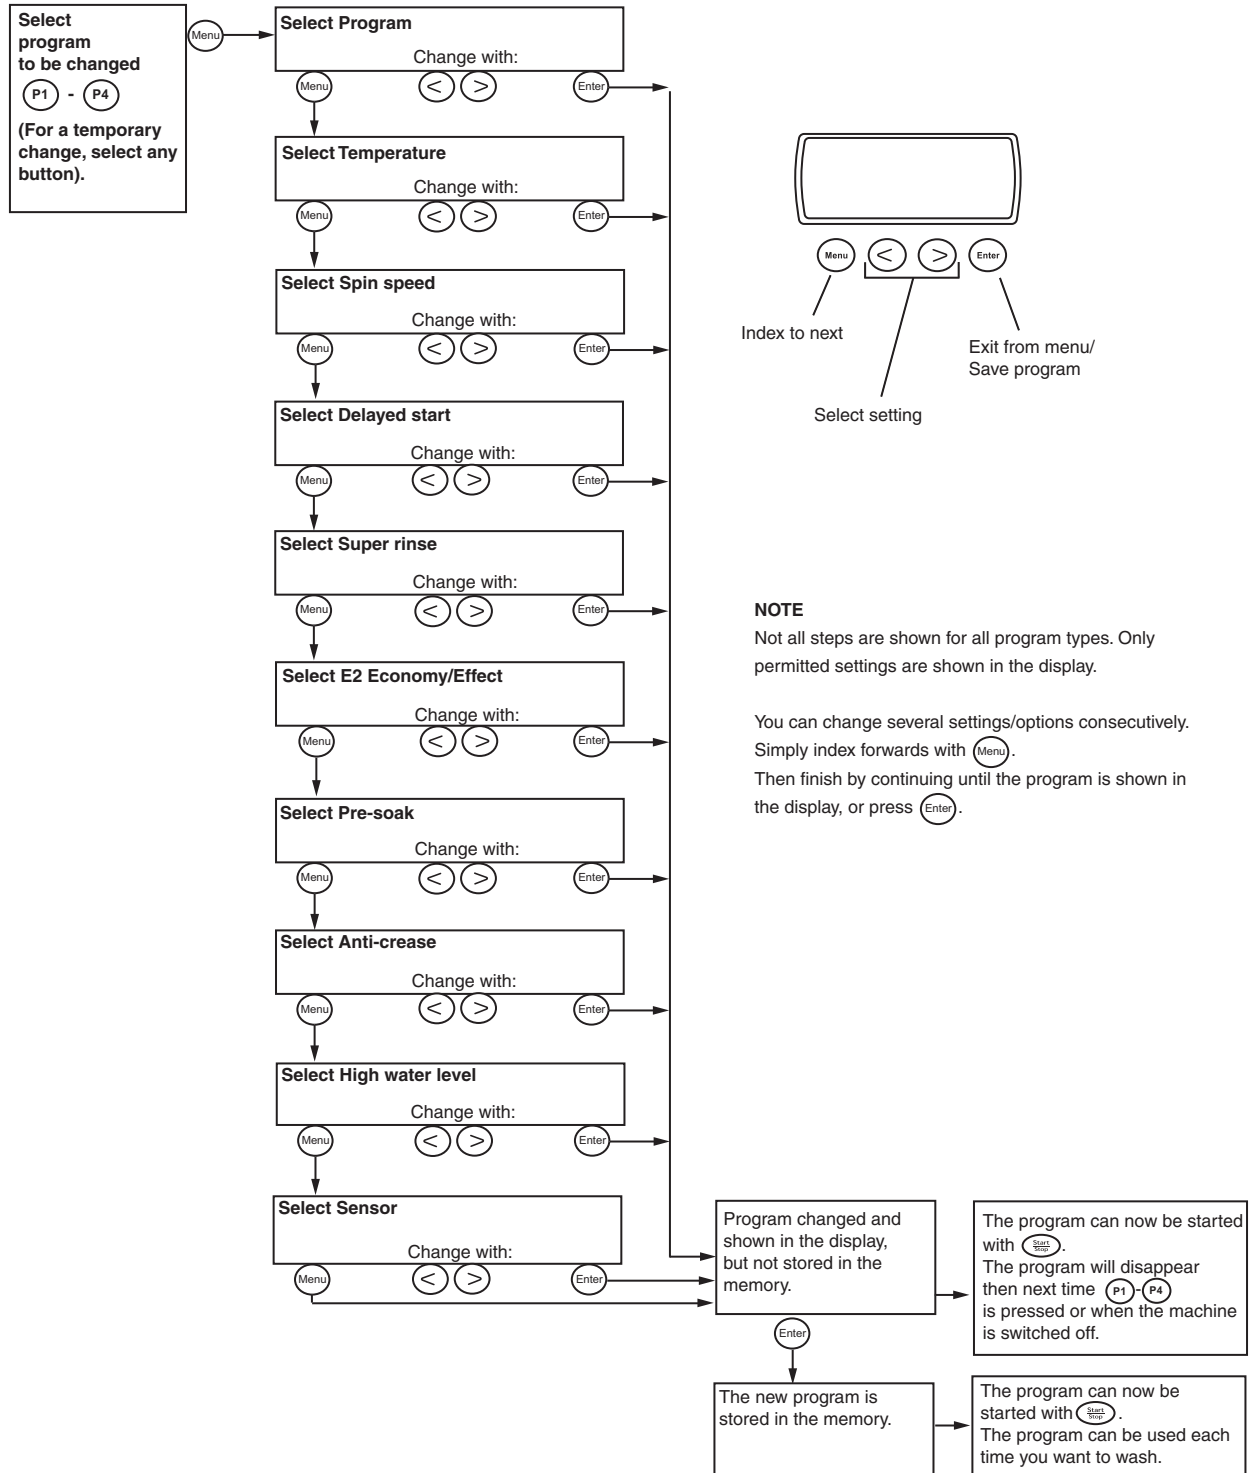 Select
program
to be changed
P1 - P4
(For a temporary
change, select any
button).
Menu
Select Program
Change with:
Menu < > Enter
Select Temperature
Change with:
Menu < > Enter
Select Spin speed
Change with:
Menu < > Enter
Select Delayed start
Change with:
Menu < > Enter
Select Super rinse
Change with:
Menu < > Enter
Select E2 Economy/Effect
Change with:
Menu < > Enter
Select Pre-soak
Change with:
Menu < > Enter
Select Anti-crease
Change with:
Menu < > Enter
Select High water level
Change with:
Menu < > Enter
Select Sensor
Change with:
Menu < > Enter
Menu < > Enter
Index to next
Exit from menu/
Save program
Select setting
NOTE
Not all steps are shown for all program types. Only
permitted settings are shown in the display.
You can change several settings/options consecutively.
Simply index forwards with Menu.
Then finish by continuing until the program is shown in
the display, or press Enter.
Program changed and
shown in the display,
but not stored in the
memory.
The program can now be started
with Start Stop.
The program will disappear
then next time P1-P4
is pressed or when the machine
is switched off.
Enter
The new program is
stored in the memory.
The program can now be
started with Start Stop.
The program can be used each
time you want to wash.